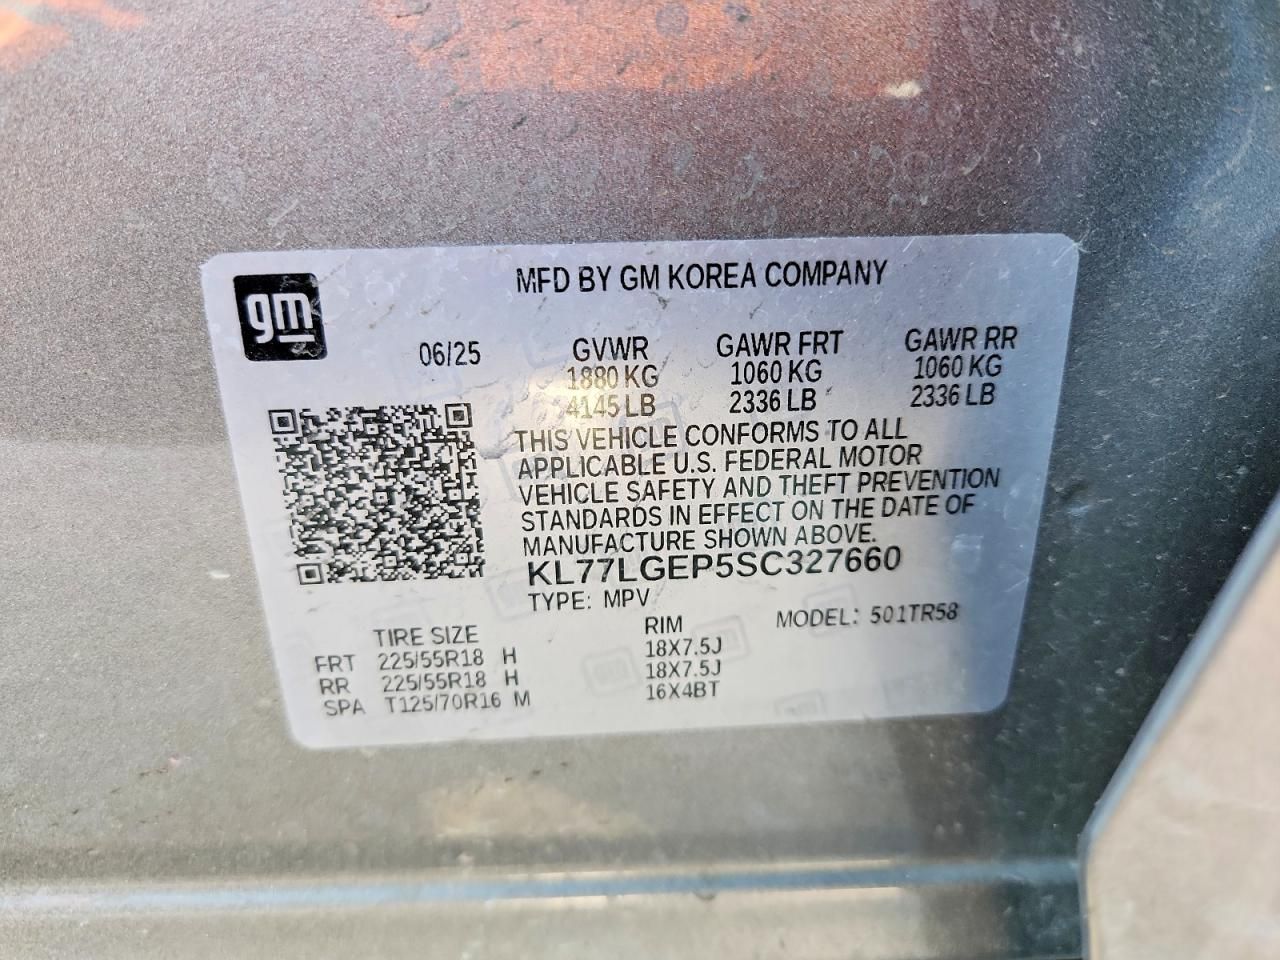 gm
MFD BY GM KOREA COMPANY
06/25 GVWR GAWR FRT GAWR RR
1880 KG 1060 KG 1060 KG
4145 LB 2336 LB 2336 LB
THIS VEHICLE CONFORMS TO ALL
APPLICABLE U.S. FEDERAL MOTOR
VEHICLE SAFETY AND THEFT PREVENTION
STANDARDS IN EFFECT ON THE DATE OF
MANUFACTURE SHOWN ABOVE.
KL77LGEP5SC327660
TYPE: MPV MODEL: 501TR58
TIRE SIZE RIM
FRT 225/55R18 H 18X7.5J
RR 225/55R18 H 18X7.5J
SPA T125/70R16 M 16X4BT